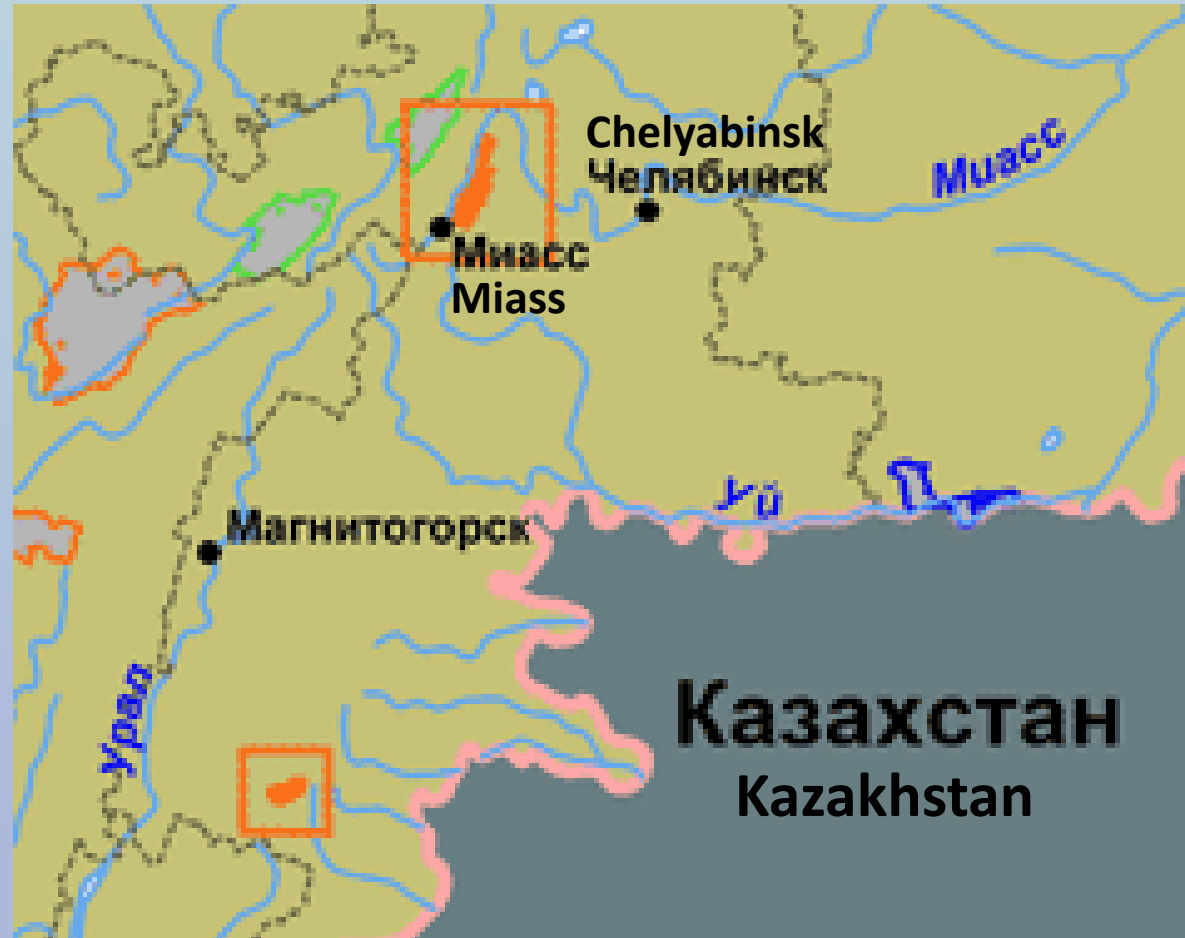 Chelyabinsk
Челябинск
Миасс
Миасс
Miass
Уй
Магнитогорск
Урал
Казахстан
Kazakhstan